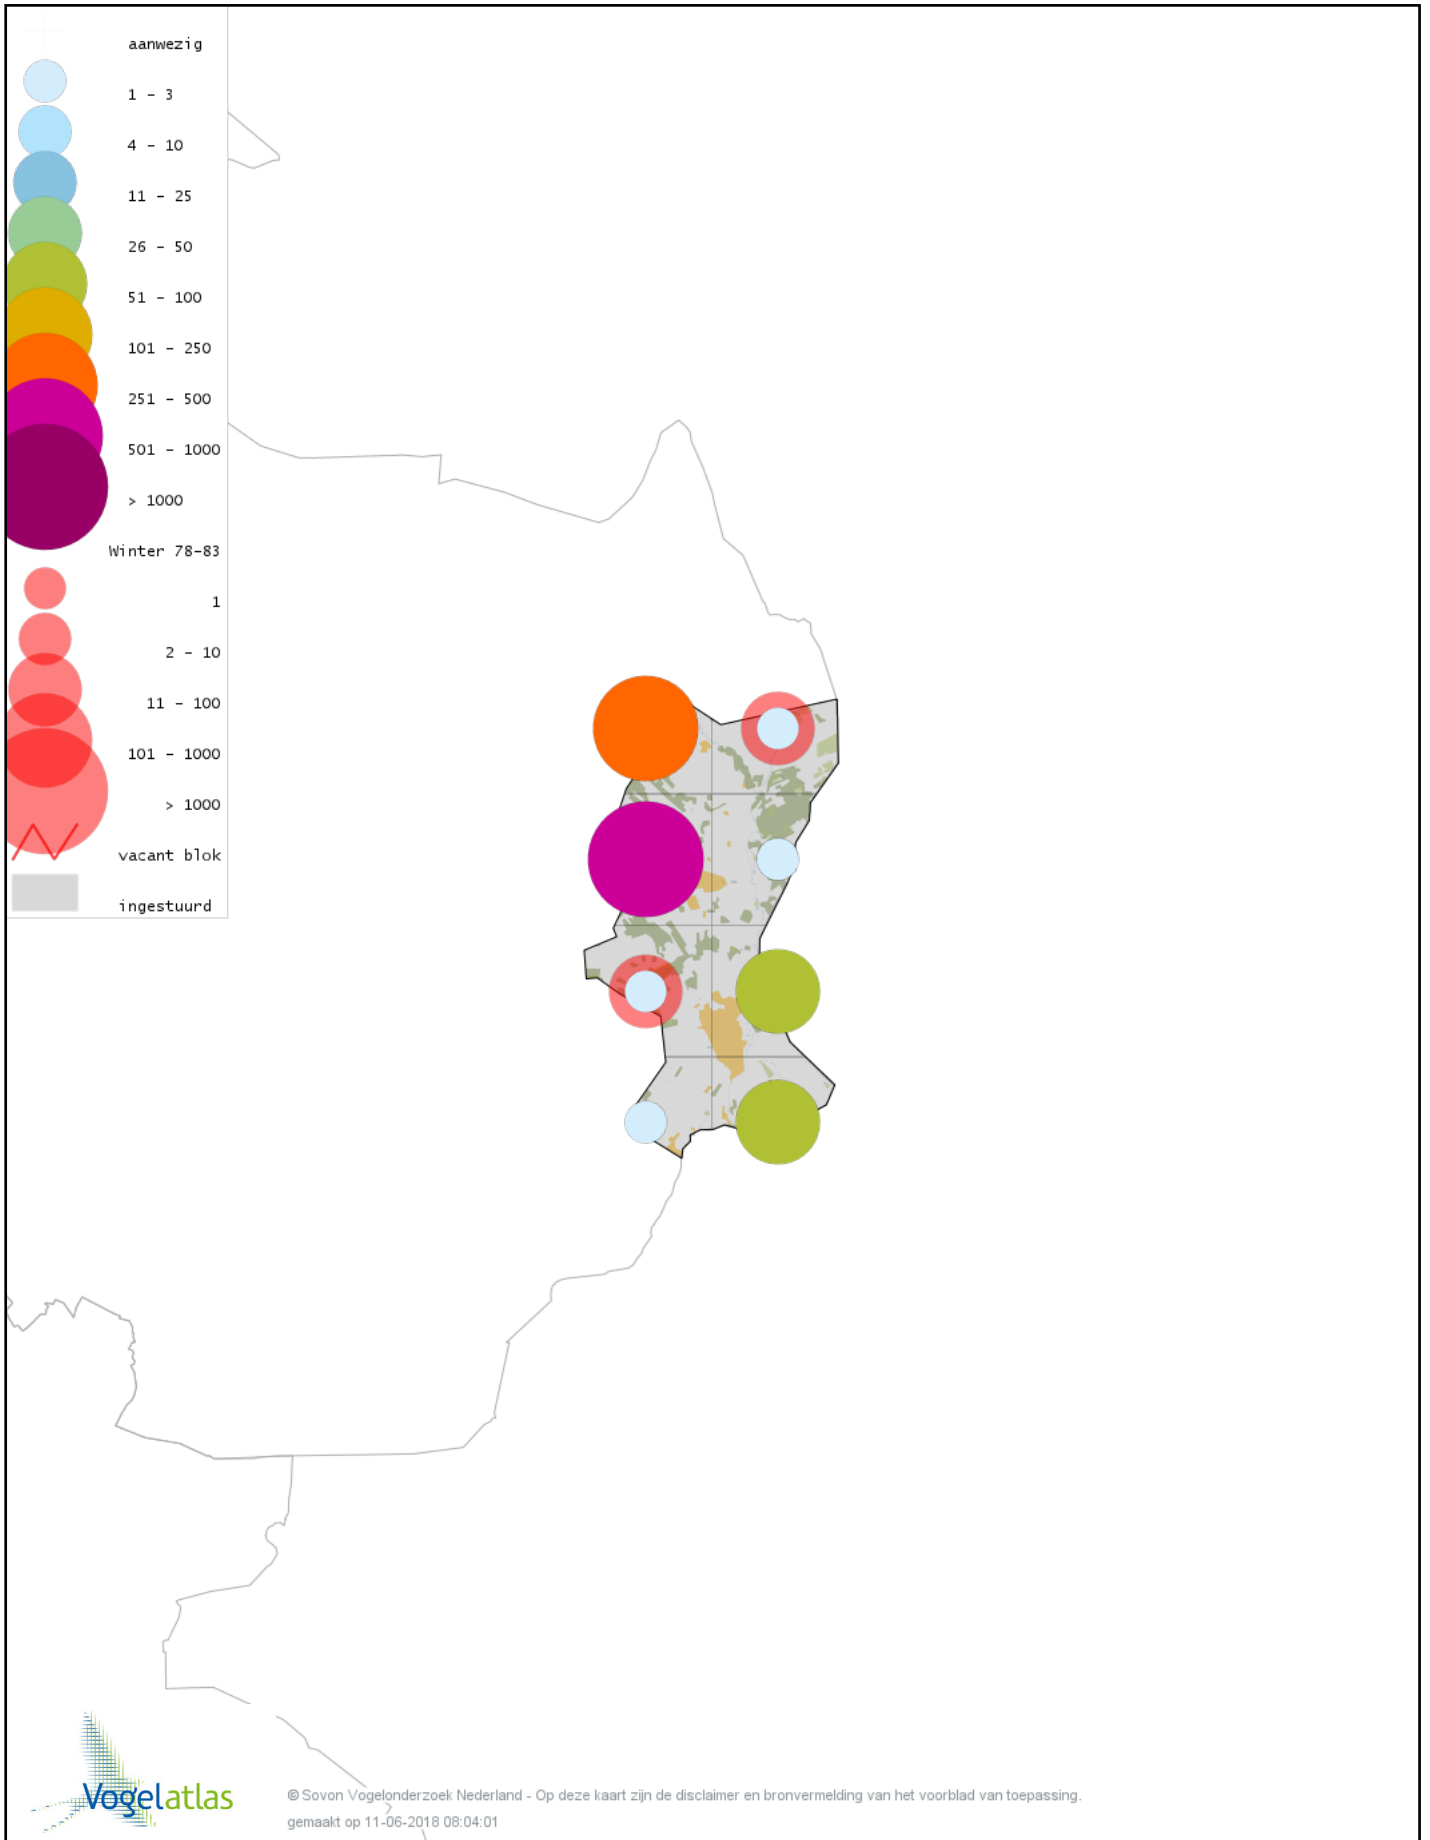 aanwezig
1 - 3
4 - 10
11 - 25
26 - 50
51 - 100
101 - 250
251 - 500
501 - 1000
> 1000
Winter 78-83
1
2 - 10
11 - 100
101 - 1000
> 1000
vacant blok
ingestuurd
Vogelatlas
© Sovon Vogelonderzoek Nederland - Op deze kaart zijn de disclaimer en bronvermelding van het voorblad van toepassing.
gemaakt op 11-06-2018 08:04:01